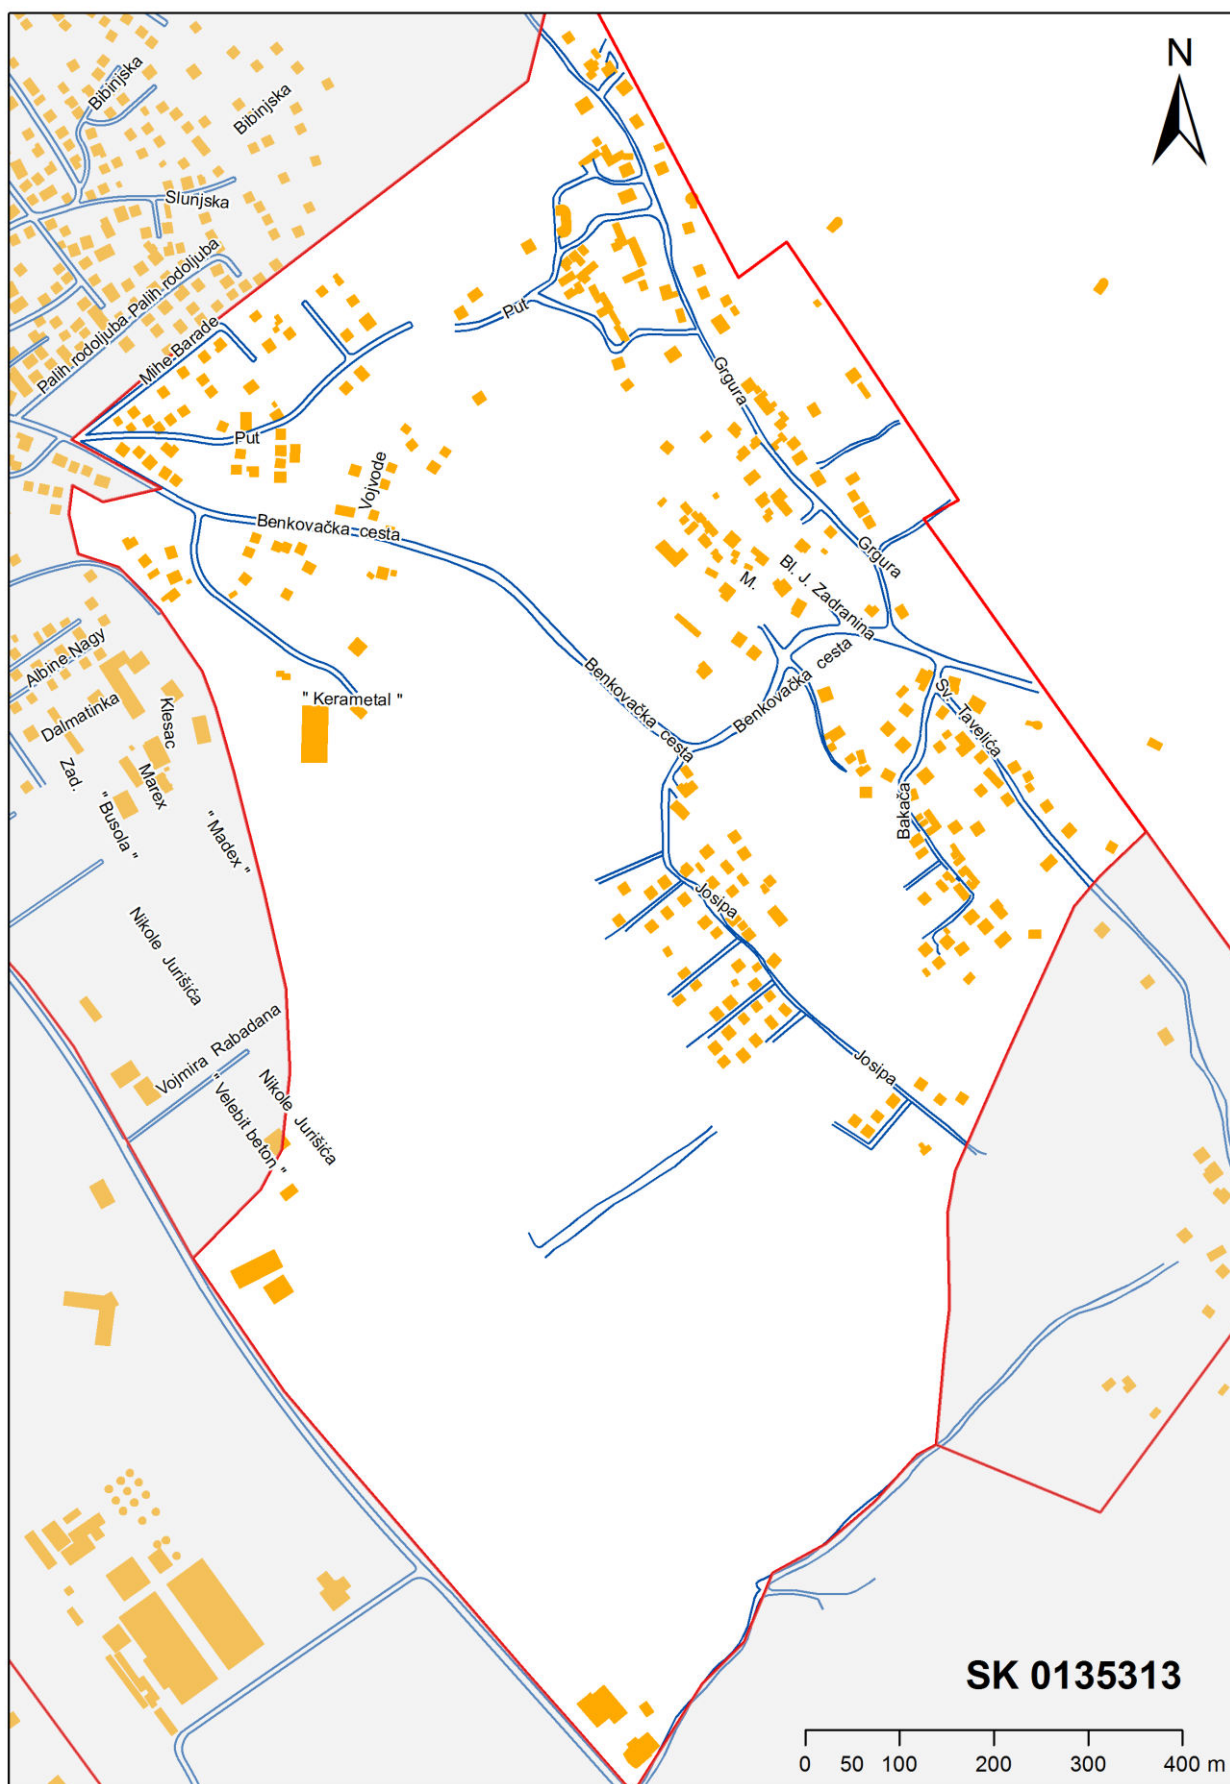 N
Bibinjska
Bibinjska
Slunjska
Palih rodoljuba
Palih rodoljuba
Mihe Barade
Put
Put
Grgura
Vojvode
Benkovačka cesta
Grgura
Bl. J. Zadranina
M.
Albine Nagy
Dalmatinka
Klesac
" Kerametal "
Benkovačka cesta
Benkovačka cesta
Sv. Tavelića
Zad.
Marex
" Busola "
" Madex "
Bakača
Josipa
Nikole Jurišića
Vojmira Rabadana
Josipa
Nikole Jurišića
" Velebit beton "
SK 0135313
0 50 100 200 300 400 m